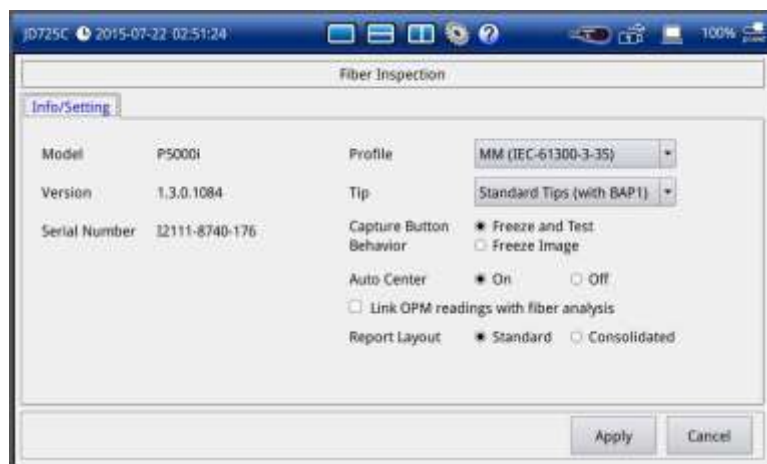 JD725C 2015-07-22 02:51:24 100%
Fiber Inspection
Info/Setting
Model P5000i Profile MM (IEC-61300-3-35)
Version 1.3.0.1084 Tip Standard Tips (with BAP1)
Serial Number I2111-8740-176 Capture Button Behavior Freeze and Test
Freeze Image
Auto Center On Off
Link OPM readings with fiber analysis
Report Layout Standard Consolidated
Apply Cancel